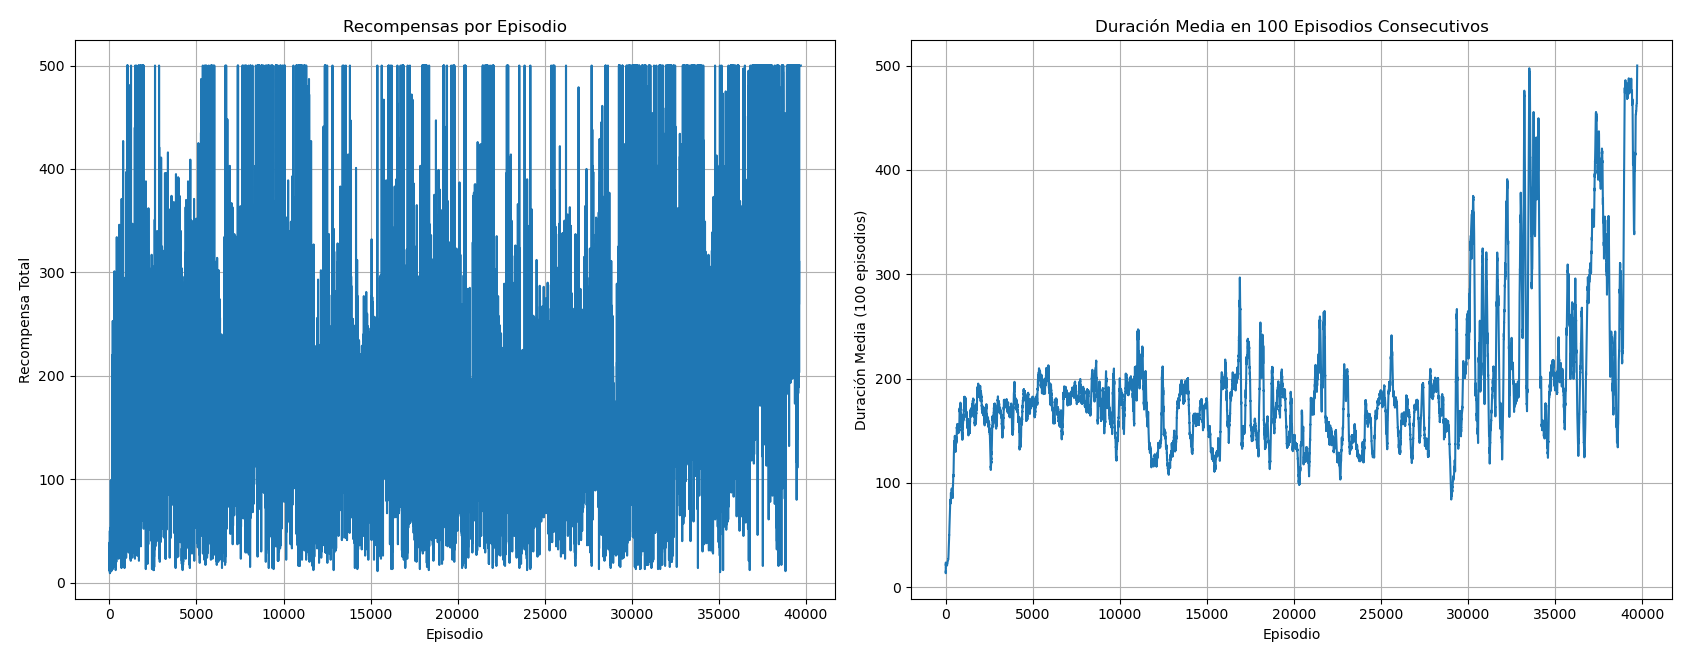 Recompensas por Episodio
Recompensa Total
500
400
300
200
100
0
0 5000 10000 15000 20000 25000 30000 35000 40000
Episodio
Duración Media en 100 Episodios Consecutivos
Duración Media (100 episodios)
500
400
300
200
100
0
0 5000 10000 15000 20000 25000 30000 35000 40000
Episodio